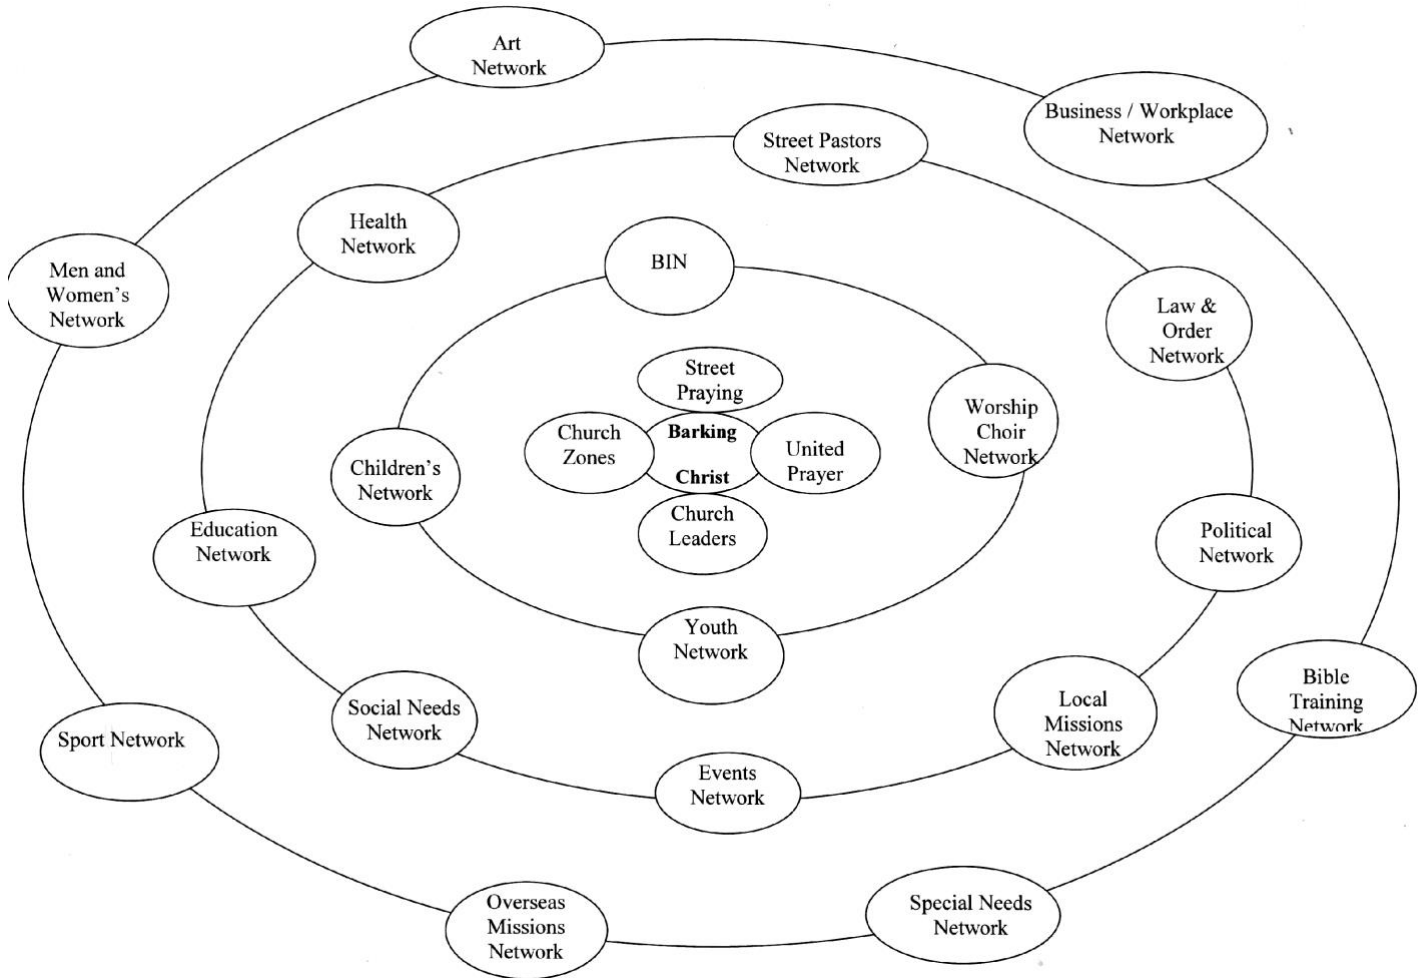 Art
Network
Business / Workplace
Network
Street Pastors
Network
Health
Network
BIN
Men and
Women's
Network
Law &
Order
Network
Street
Praying
Worship
Choir
Network
Church
Zones
Barking
Christ
United
Prayer
Children's
Network
Church
Leaders
Education
Network
Political
Network
Youth
Network
Social Needs
Network
Local
Missions
Network
Bible
Training
Network
Sport Network
Events
Network
Overseas
Missions
Network
Special Needs
Network